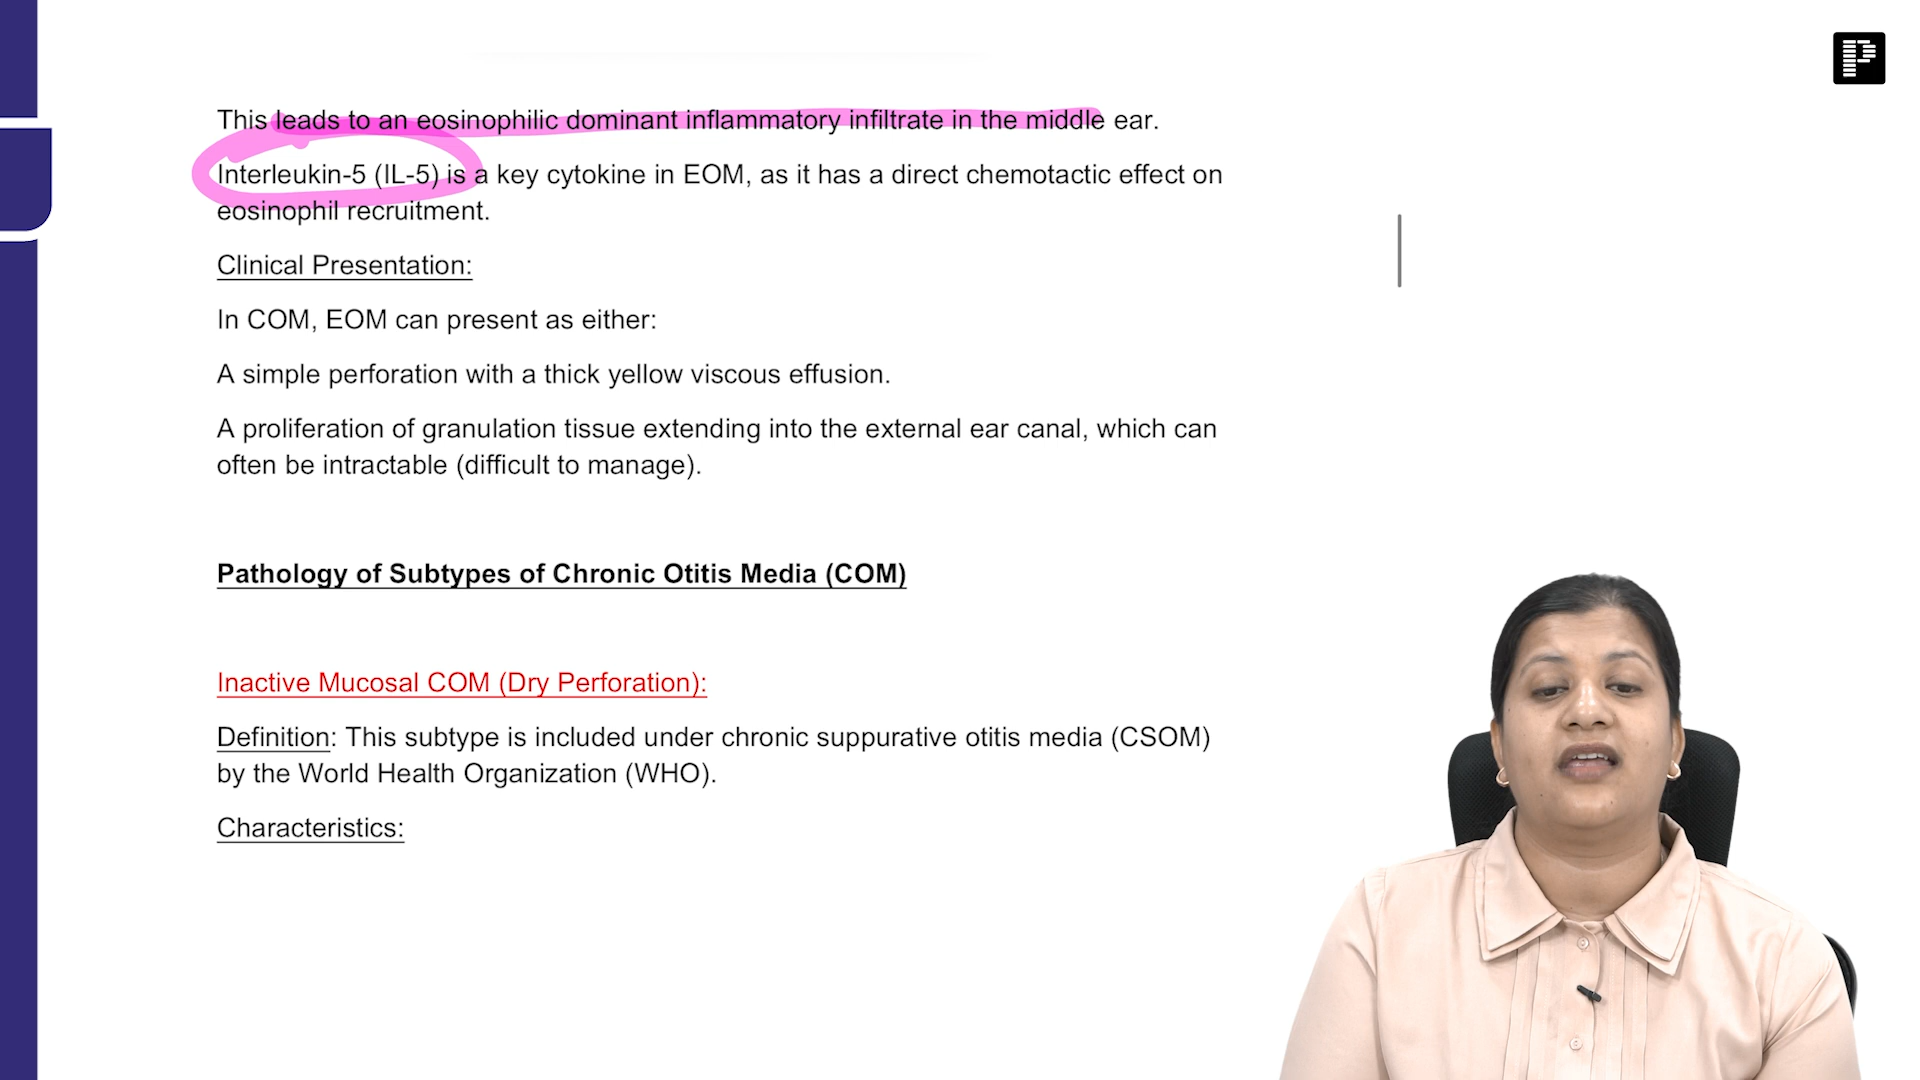 This leads to an eosinophilic dominant inflammatory infiltrate in the middle ear.
Interleukin-5 (IL-5) is a key cytokine in EOM, as it has a direct chemotactic effect on
eosinophil recruitment.
Clinical Presentation:
In COM, EOM can present as either:
A simple perforation with a thick yellow viscous effusion.
A proliferation of granulation tissue extending into the external ear canal, which can
often be intractable (difficult to manage).
Pathology of Subtypes of Chronic Otitis Media (COM)
Inactive Mucosal COM (Dry Perforation):
Definition: This subtype is included under chronic suppurative otitis media (CSOM)
by the World Health Organization (WHO).
Characteristics: